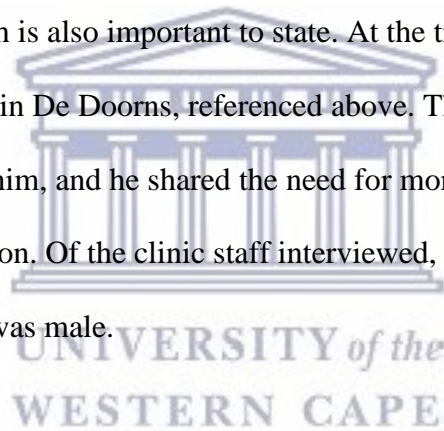 n is also important to state. At the t
in De Doorns, referenced above. T
him, and he shared the need for mor
on. Of the clinic staff interviewed,
was male.
UNIVERSITY of the
WESTERN CAPE